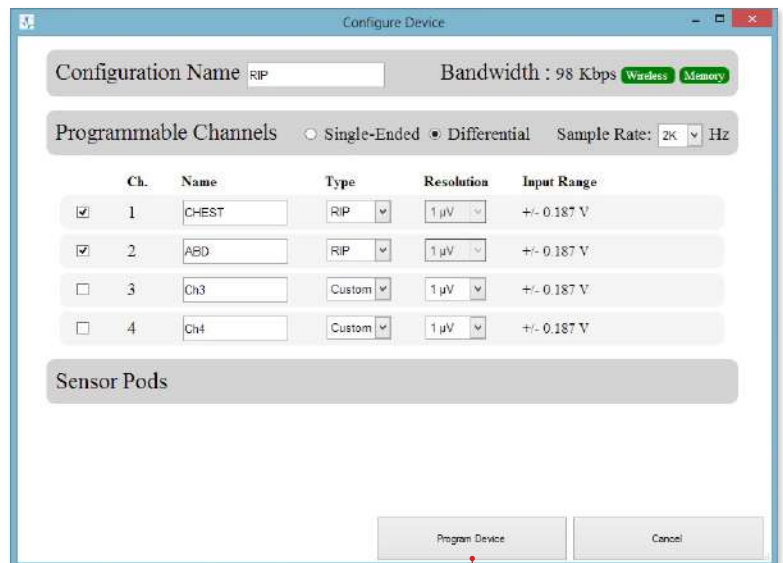 Configure Device
Configuration Name RIP Bandwidth : 98 Kbps Wireless Memory
Programmable Channels Single-Ended Differential Sample Rate: 2K Hz
Ch. Name Type Resolution Input Range
1 CHEST RIP 1 µV +/- 0.187 V
2 ABD RIP 1 µV +/- 0.187 V
3 Ch3 Custom 1 µV +/- 0.187 V
4 Ch4 Custom 1 µV +/- 0.187 V
Sensor Pods
Program Device Cancel